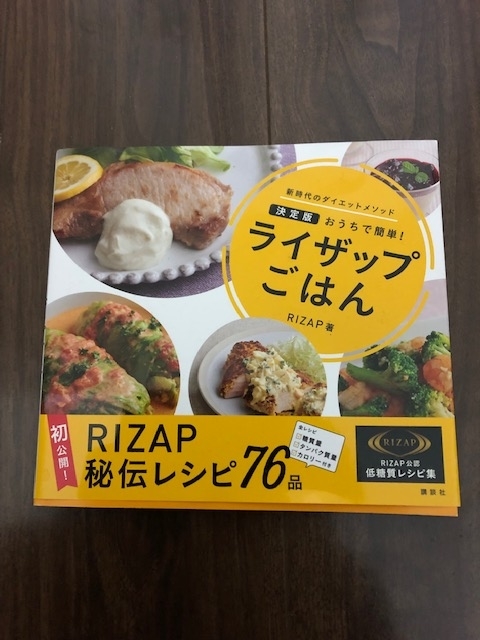 新時代のダイエットメソッド
決定版 おうちで簡単!
ライザップ
ごはん
RIZAP著
初公開!
RIZAP
秘伝レシピ76品
全レシピ
糖質量
タンパク質量
カロリー付き
RIZAP
RIZAP公認
低糖質レシピ集
講談社